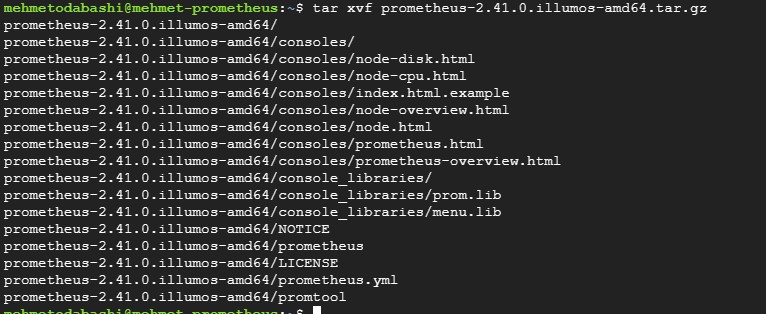 mehmetodabashi@mehmet-prometheus:~$ tar xvf prometheus-2.41.0.illumos-amd64.tar.gz
prometheus-2.41.0.illumos-amd64/
prometheus-2.41.0.illumos-amd64/consoles/
prometheus-2.41.0.illumos-amd64/consoles/node-disk.html
prometheus-2.41.0.illumos-amd64/consoles/node-cpu.html
prometheus-2.41.0.illumos-amd64/consoles/index.html.example
prometheus-2.41.0.illumos-amd64/consoles/node-overview.html
prometheus-2.41.0.illumos-amd64/consoles/node.html
prometheus-2.41.0.illumos-amd64/consoles/prometheus.html
prometheus-2.41.0.illumos-amd64/consoles/prometheus-overview.html
prometheus-2.41.0.illumos-amd64/console_libraries/
prometheus-2.41.0.illumos-amd64/console_libraries/prom.lib
prometheus-2.41.0.illumos-amd64/console_libraries/menu.lib
prometheus-2.41.0.illumos-amd64/NOTICE
prometheus-2.41.0.illumos-amd64/prometheus
prometheus-2.41.0.illumos-amd64/LICENSE
prometheus-2.41.0.illumos-amd64/prometheus.yml
prometheus-2.41.0.illumos-amd64/promtool
mehmetodabashi@mehmet-prometheus:~$